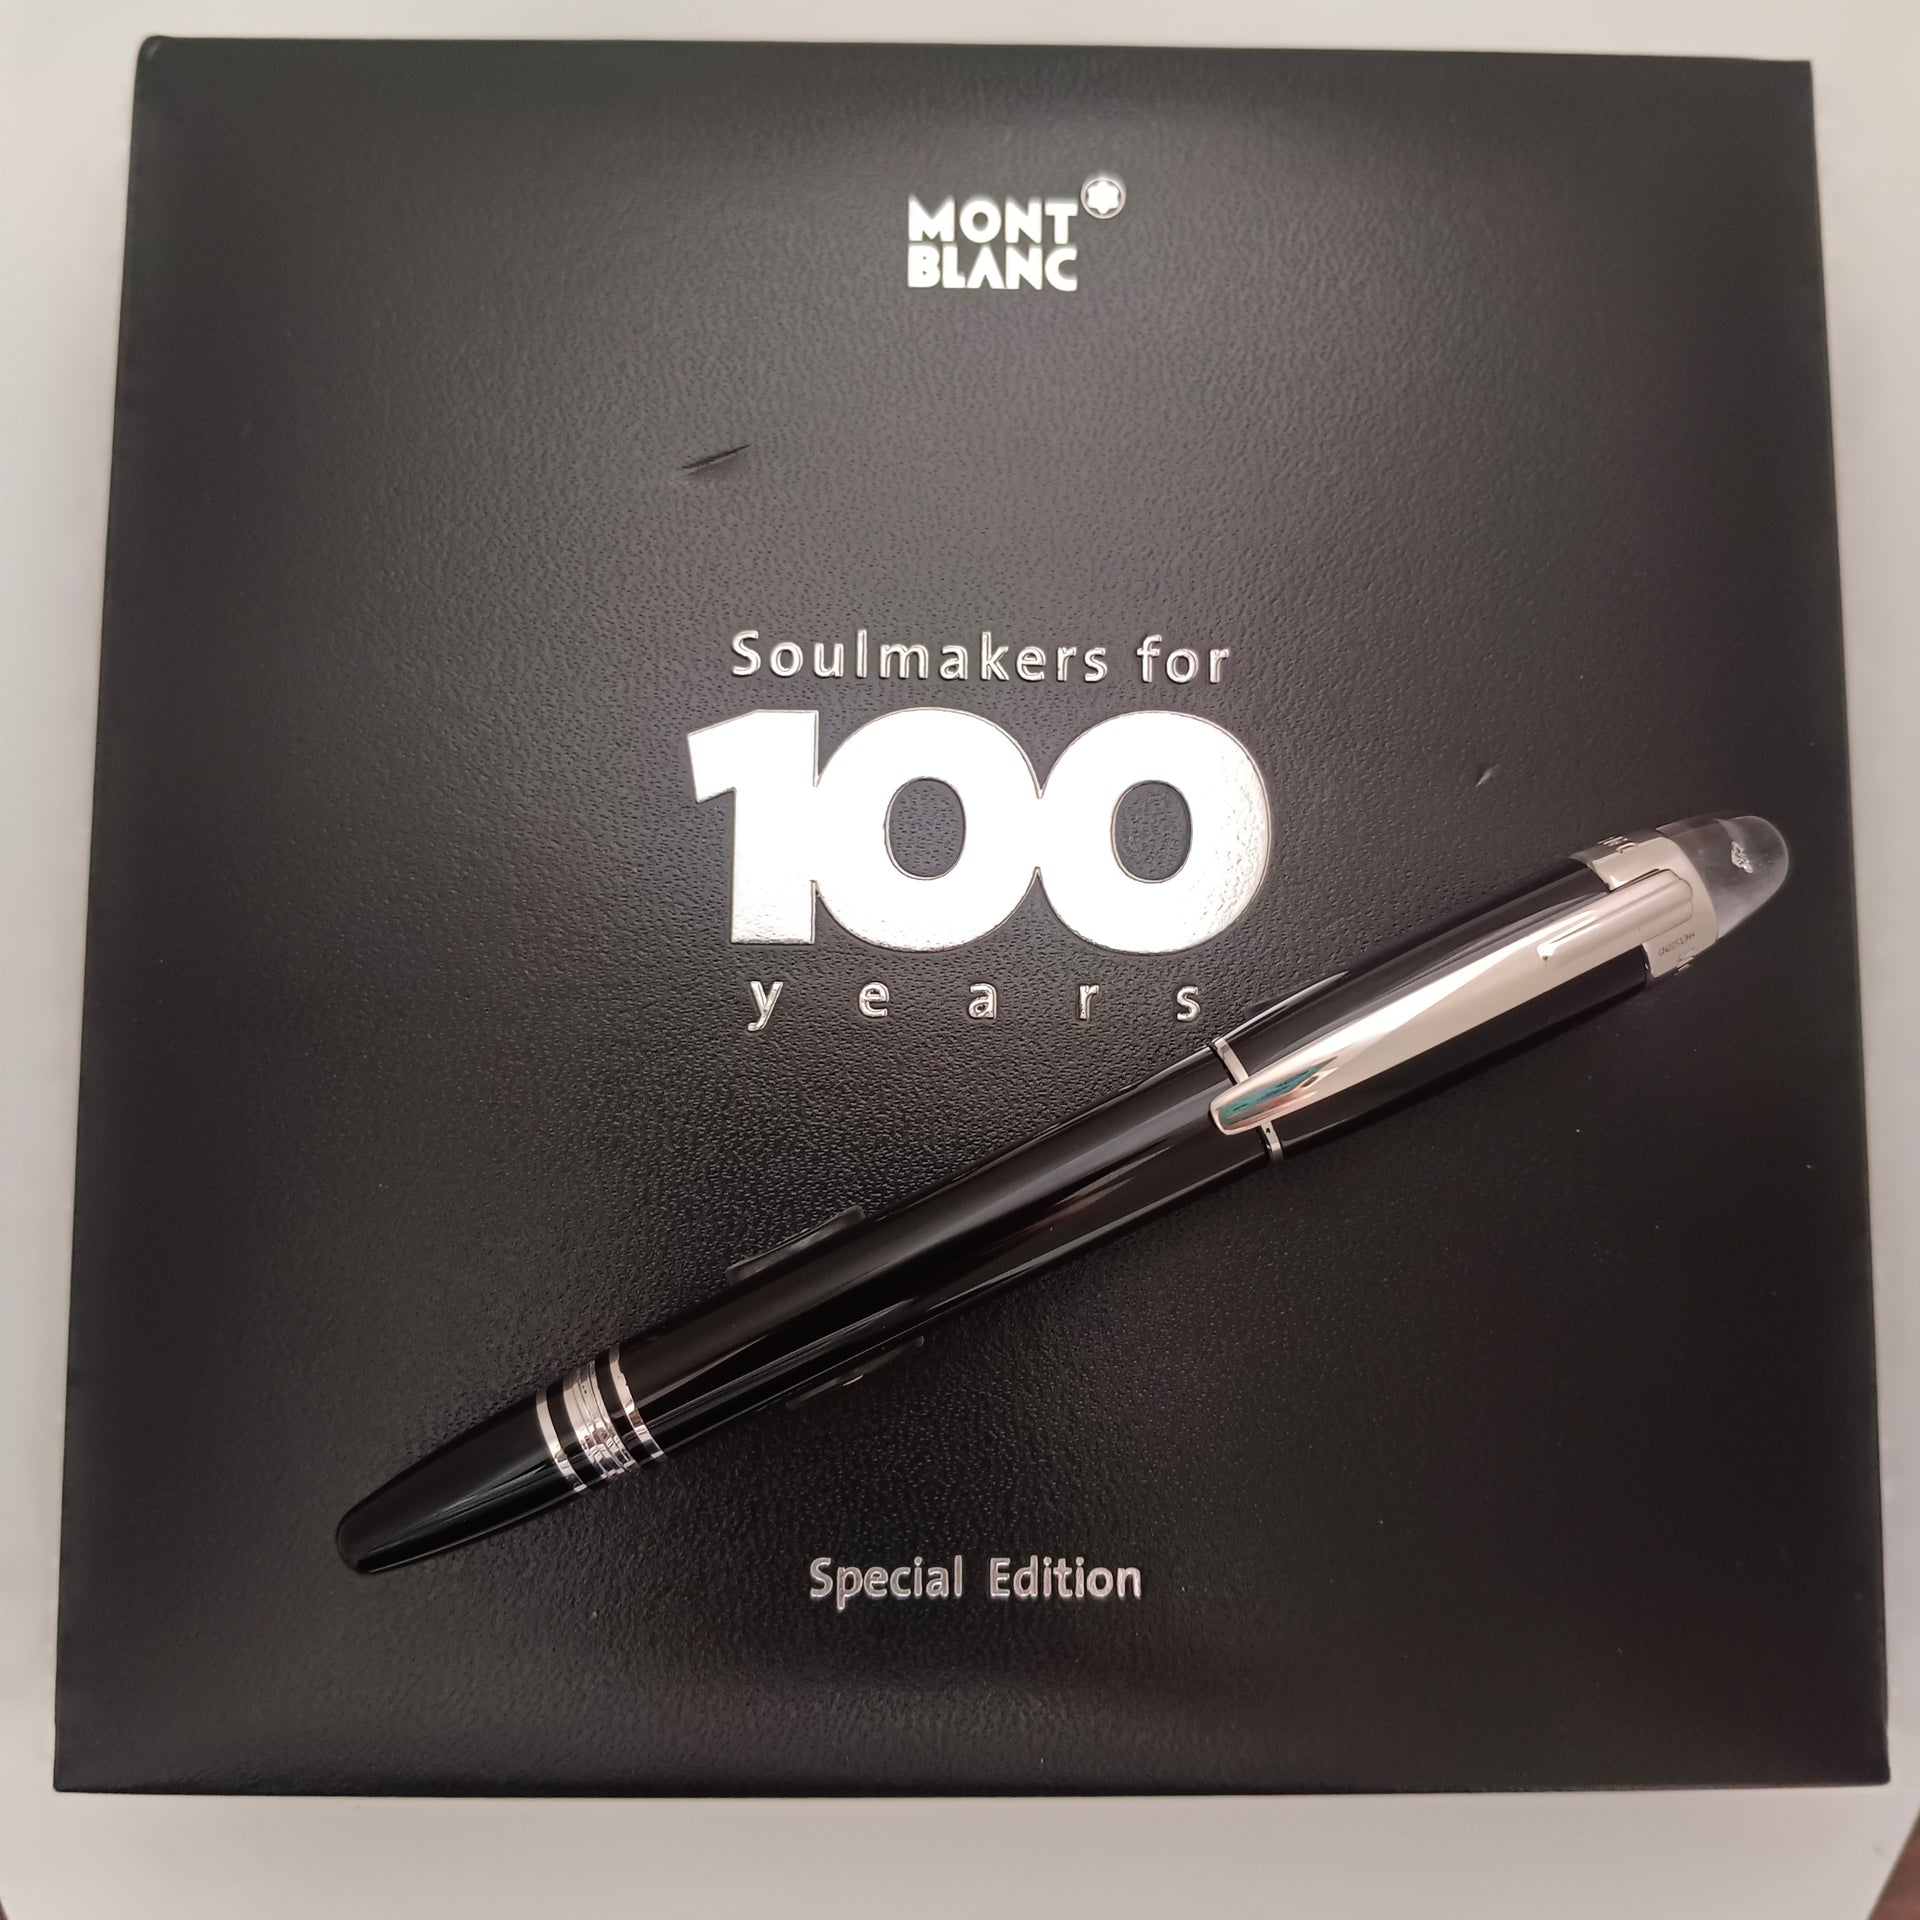 MONT
BLANC
Soulmakers for
100
years
Special Edition